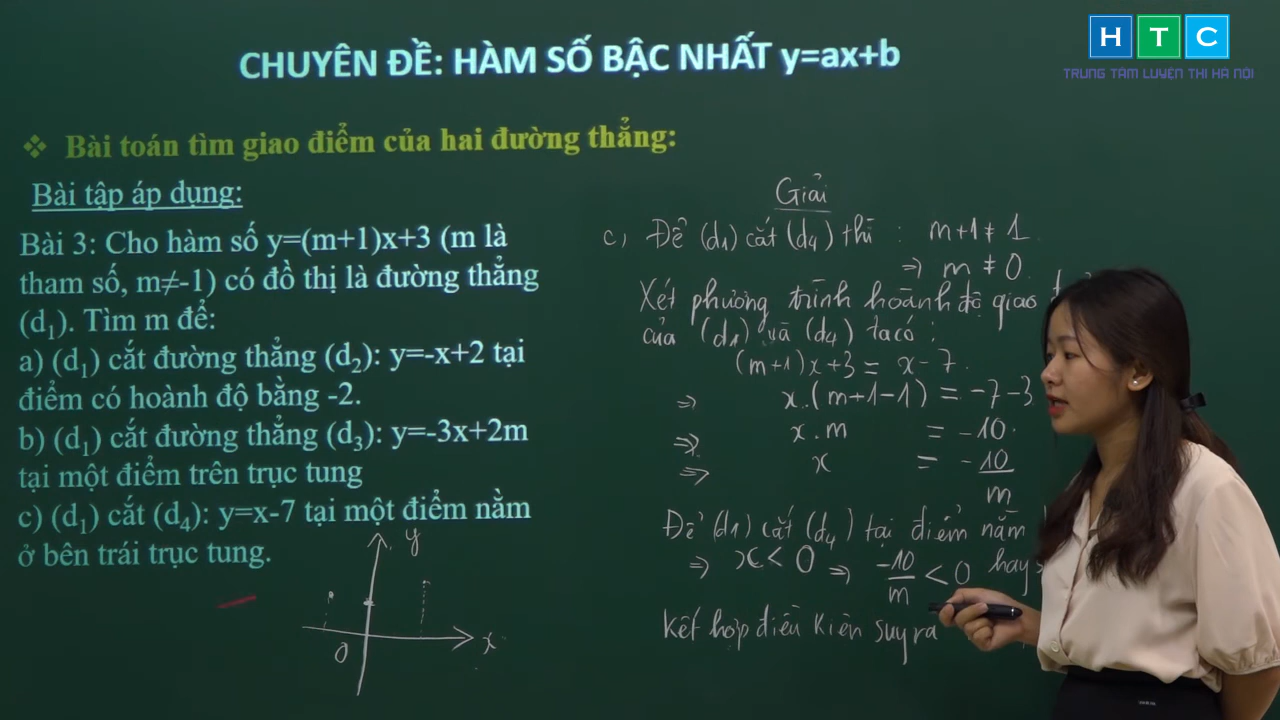 HTC
TRUNG TÂM LUYỆN THI HÀ NỘI
CHUYÊN ĐỀ: HÀM SỐ BẬC NHẤT y=ax+b
❖ Bài toán tìm giao điểm của hai đường thẳng:
Bài tập áp dụng:
Bài 3: Cho hàm số y=(m+1)x+3 (m là
tham số, m≠-1) có đồ thị là đường thẳng
(d₁). Tìm m để:
a) (d₁) cắt đường thẳng (d₂): y=-x+2 tại
điểm có hoành độ bằng -2.
b) (d₁) cắt đường thẳng (d₃): y=-3x+2m
tại một điểm trên trục tung
c) (d₁) cắt (d₄): y=x-7 tại một điểm nằm
ở bên trái trục tung.
y
O
x
Giải
c, Để (d1) cắt (d4) thì : m+1 ≠ 1
=> m ≠ 0
Xét phương trình hoành độ giao
của (d1) và (d4) ta có:
(m+1)x+3 = x-7
=> x.(m+1-1) = -7-3
=> x.m = -10
=> x = -10/m
Để (d1) cắt (d4) tại điểm nằm
=> x < 0 => -10/m < 0 hay
Kết hợp điều kiện suy ra